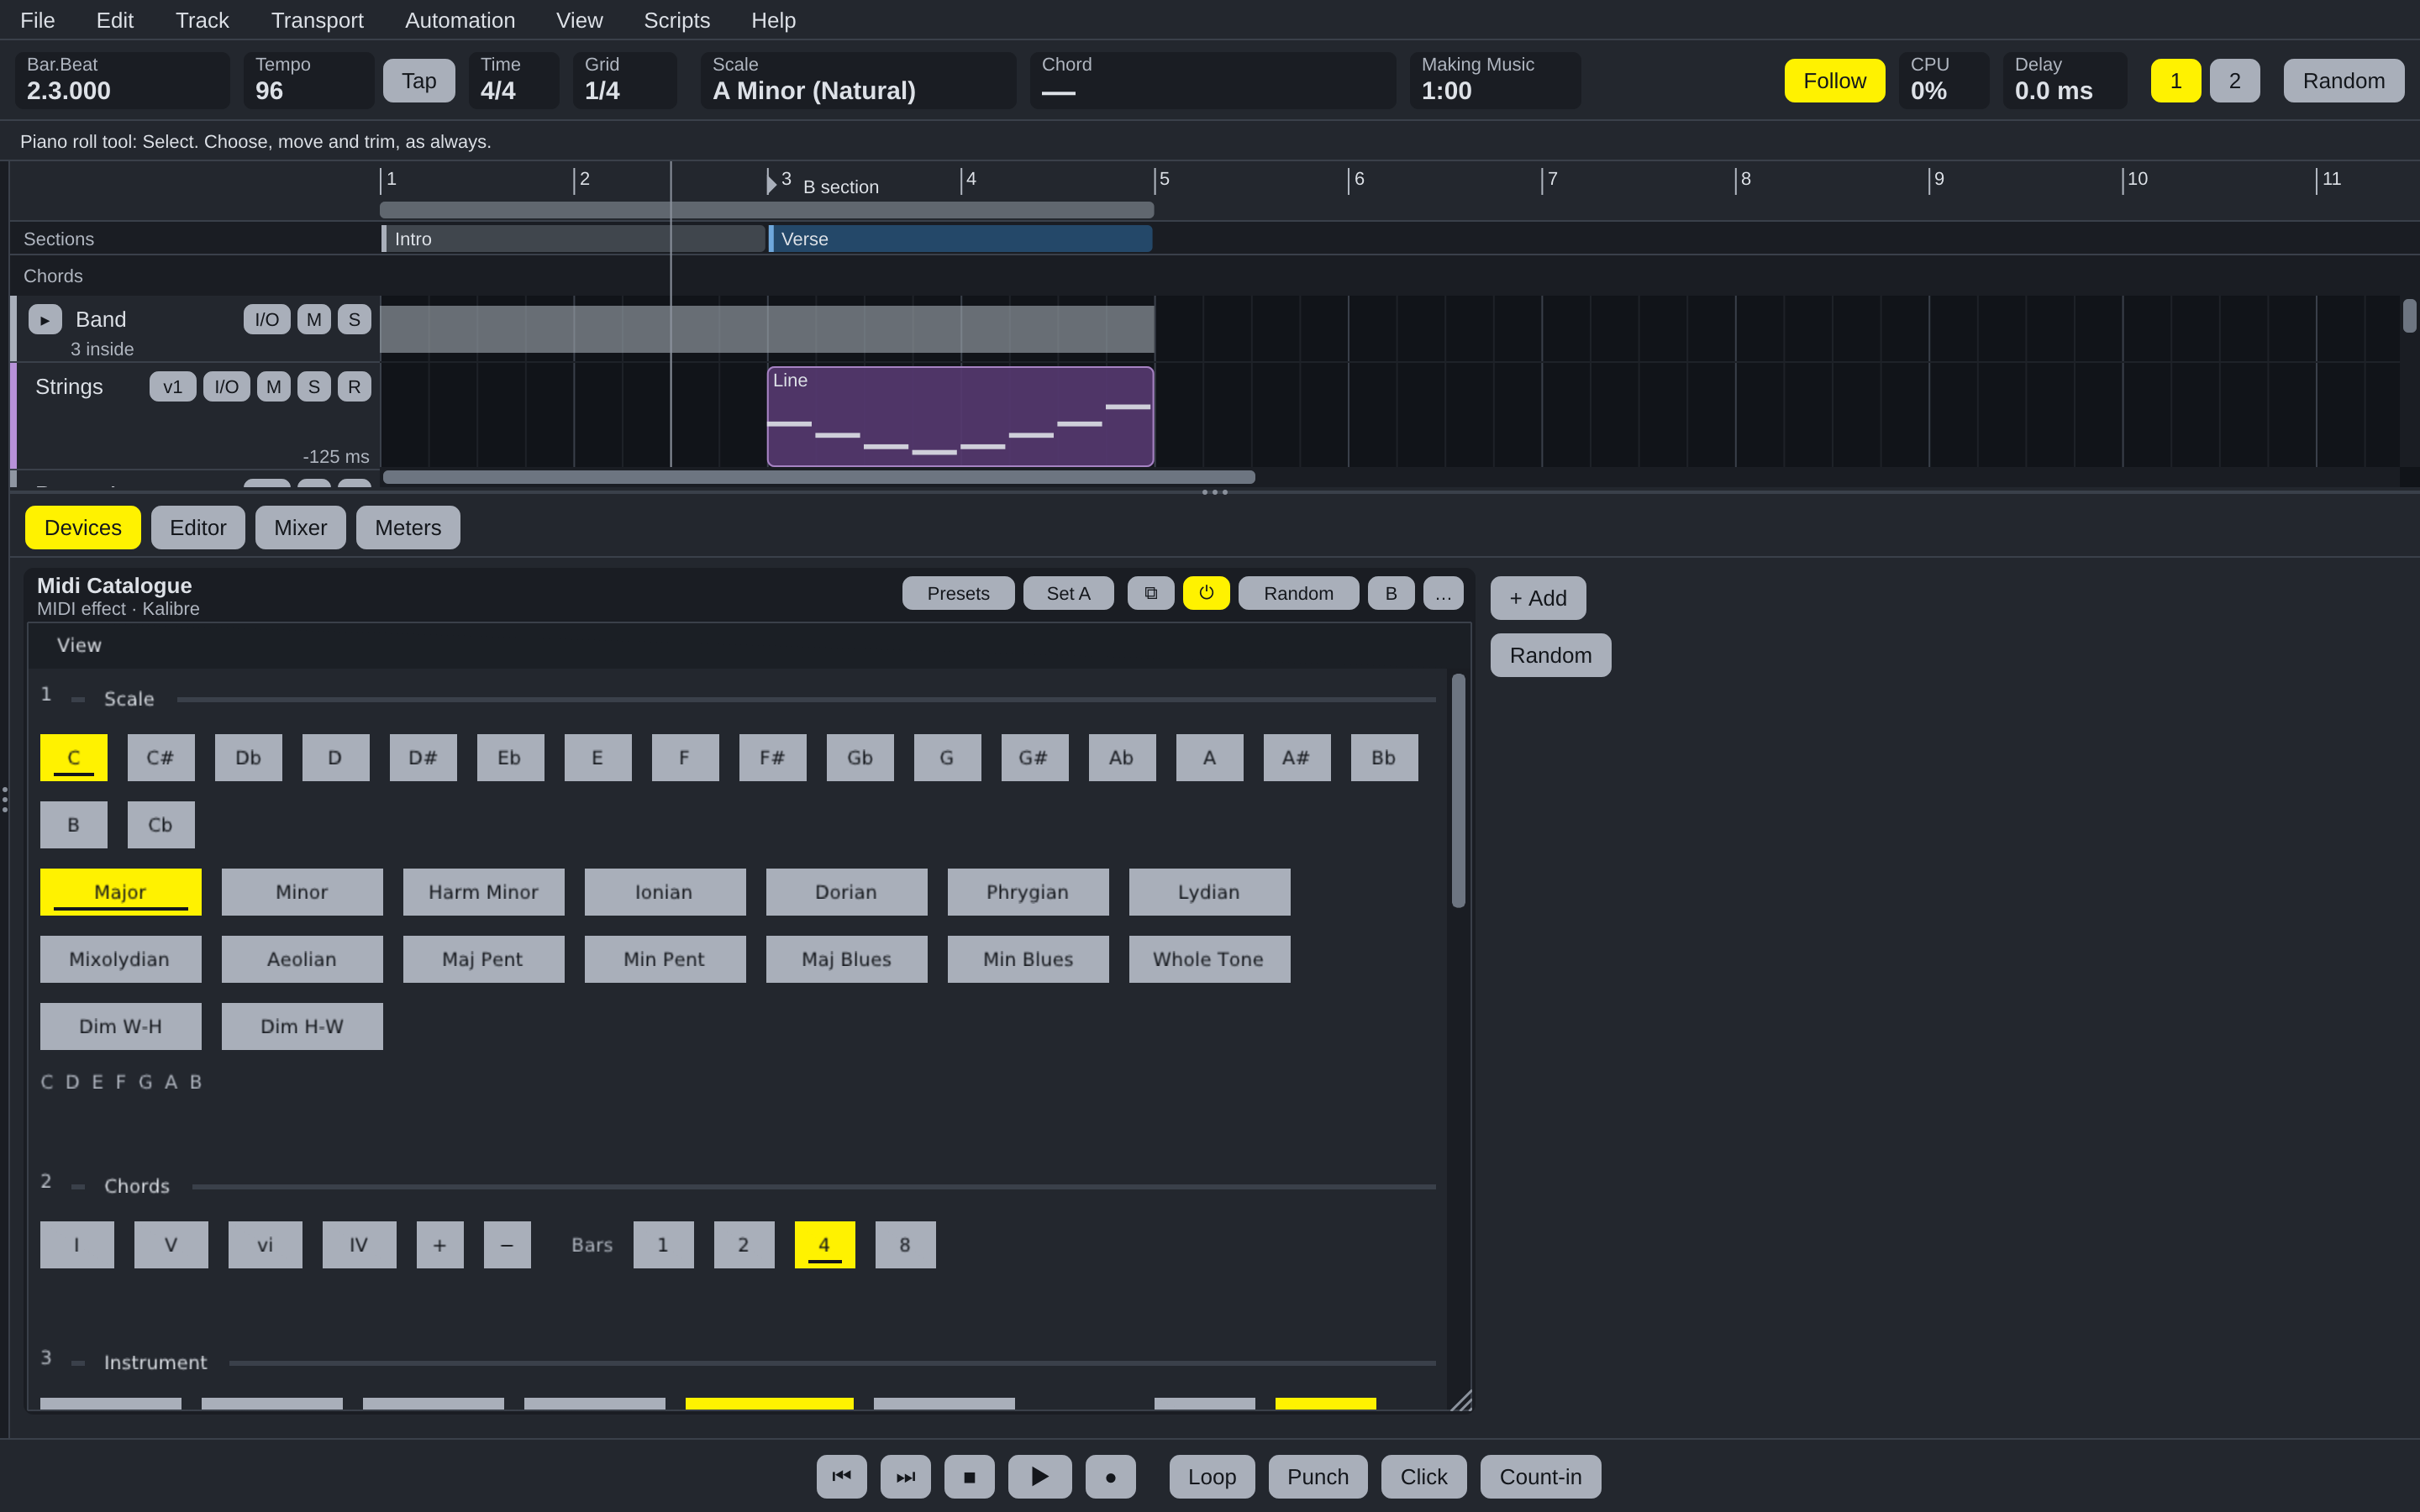 File Edit Track Transport Automation View Scripts Help
Bar.Beat Tempo Time Grid Scale Chord Making Music CPU Delay
2.3.000 96 Tap 4/4 1/4 A Minor (Natural) — 1:00 Follow 0% 0.0 ms 1 2 Random
Piano roll tool: Select. Choose, move and trim, as always.
1 2 3 B section 4 5 6 7 8 9 10 11
Sections Intro Verse
Chords
Band I/O M S
3 inside
Strings v1 I/O M S R Line
-125 ms
Devices Editor Mixer Meters
Midi Catalogue Presets Set A Random B ...
MIDI effect · Kalibre
+ Add
View
Random
1 Scale
C C# Db D D# Eb E F F# Gb G G# Ab A A# Bb
B Cb
Major Minor Harm Minor Ionian Dorian Phrygian Lydian
Mixolydian Aeolian Maj Pent Min Pent Maj Blues Min Blues Whole Tone
Dim W-H Dim H-W
C D E F G A B
2 Chords
I V vi IV + − Bars 1 2 4 8
3 Instrument
Loop Punch Click Count-in